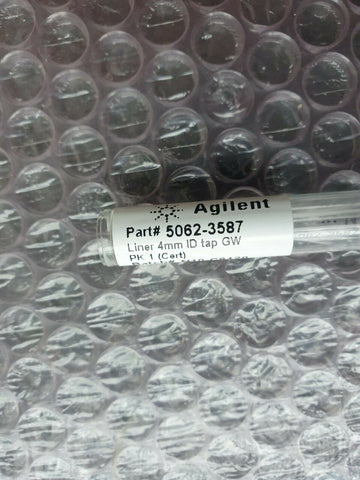 Agilent
Part# 5062-3587
Liner 4mm ID tap GW
PK 1 (Cert)